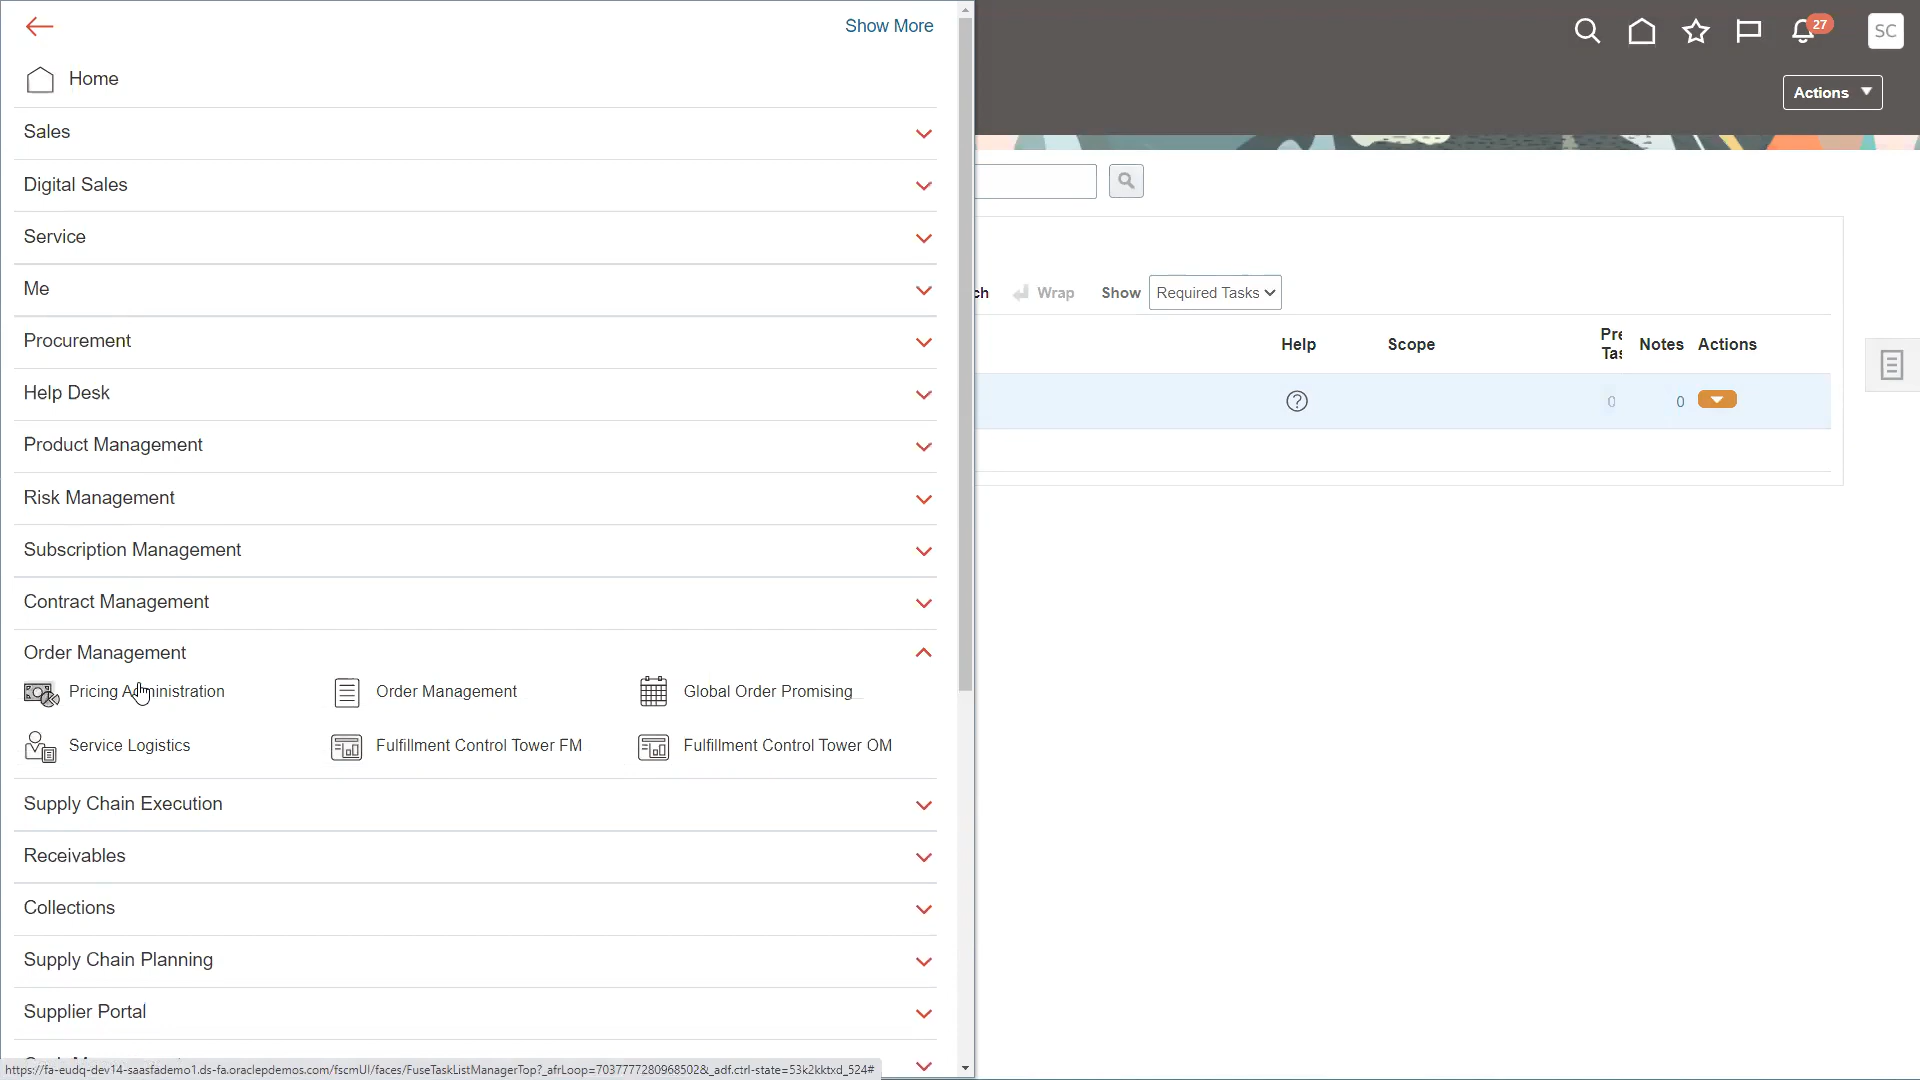 Show More
27
SC
Home
Actions
Sales
Digital Sales
Service
Me
ch Wrap Show Required Tasks
Procurement
Help Scope Notes Actions
Help Desk
0 0
Product Management
Risk Management
Subscription Management
Contract Management
Order Management
Pricing Administration Order Management Global Order Promising
Service Logistics Fulfillment Control Tower FM Fulfillment Control Tower OM
Supply Chain Execution
Receivables
Collections
Supply Chain Planning
Supplier Portal
https://fa-eudq-dev14-saasfademo1.ds-fa.oraclepdemos.com/fscmUI/faces/FuseTaskListManagerTop?_afrLoop=7037777280968502&_adf.ctrl-state=53k2kktxd_524#